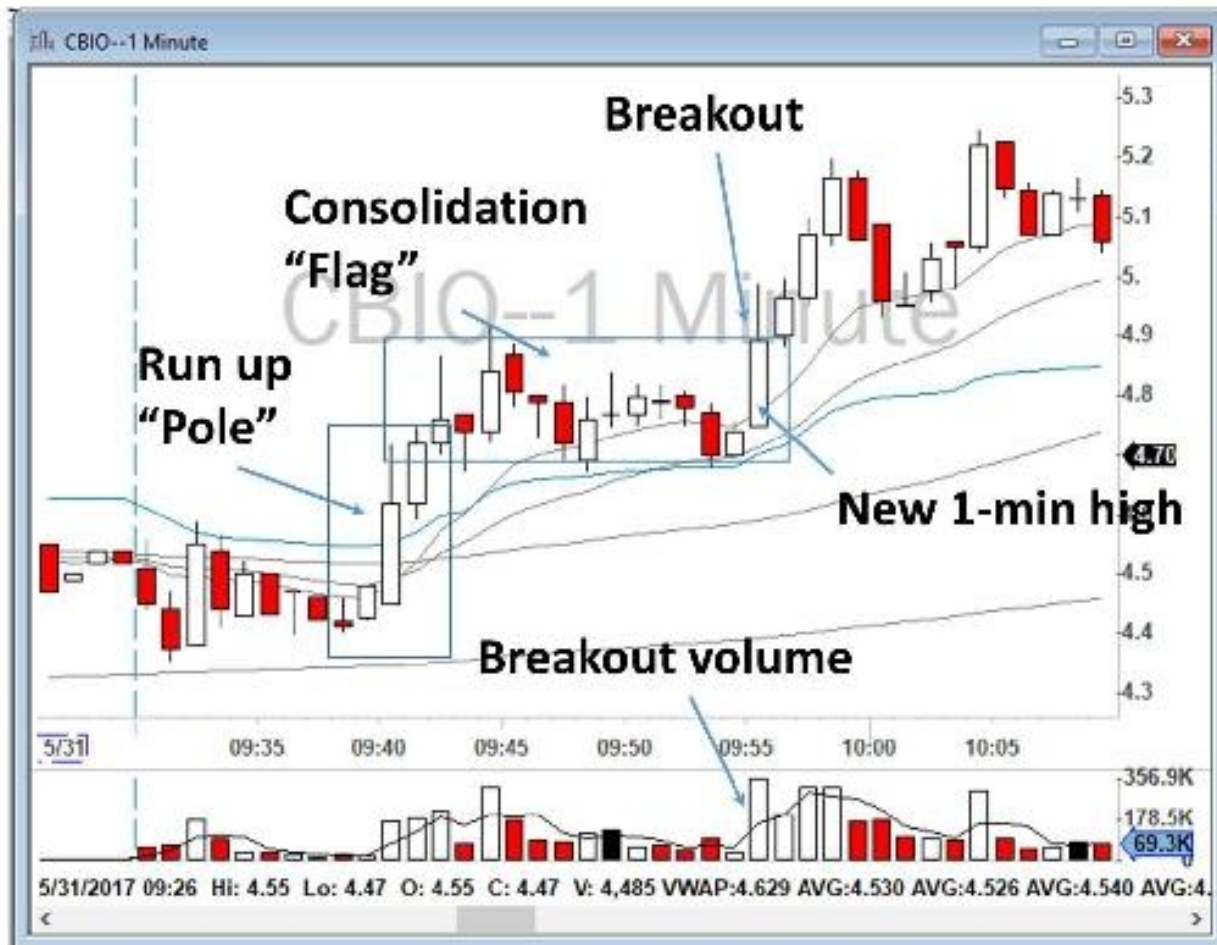 CBIO--1 Minute
5.3
Breakout
5.2
Consolidation
5.1
“Flag”
5.
CBIO--1 Minute
4.9
Run up
4.8
“Pole”
4.70
New 1-min high
4.5
4.4
Breakout volume
4.3
5/31
09:35
09:40
09:45
09:50
09:55
10:00
10:05
356.9K
178.5K
69.3K
0
5/31/2017 09:26 Hi: 4.55 Lo: 4.47 O: 4.55 C: 4.47 V: 4,485 VWAP:4.629 AVG:4.530 AVG:4.526 AVG:4.540 AVG:4.